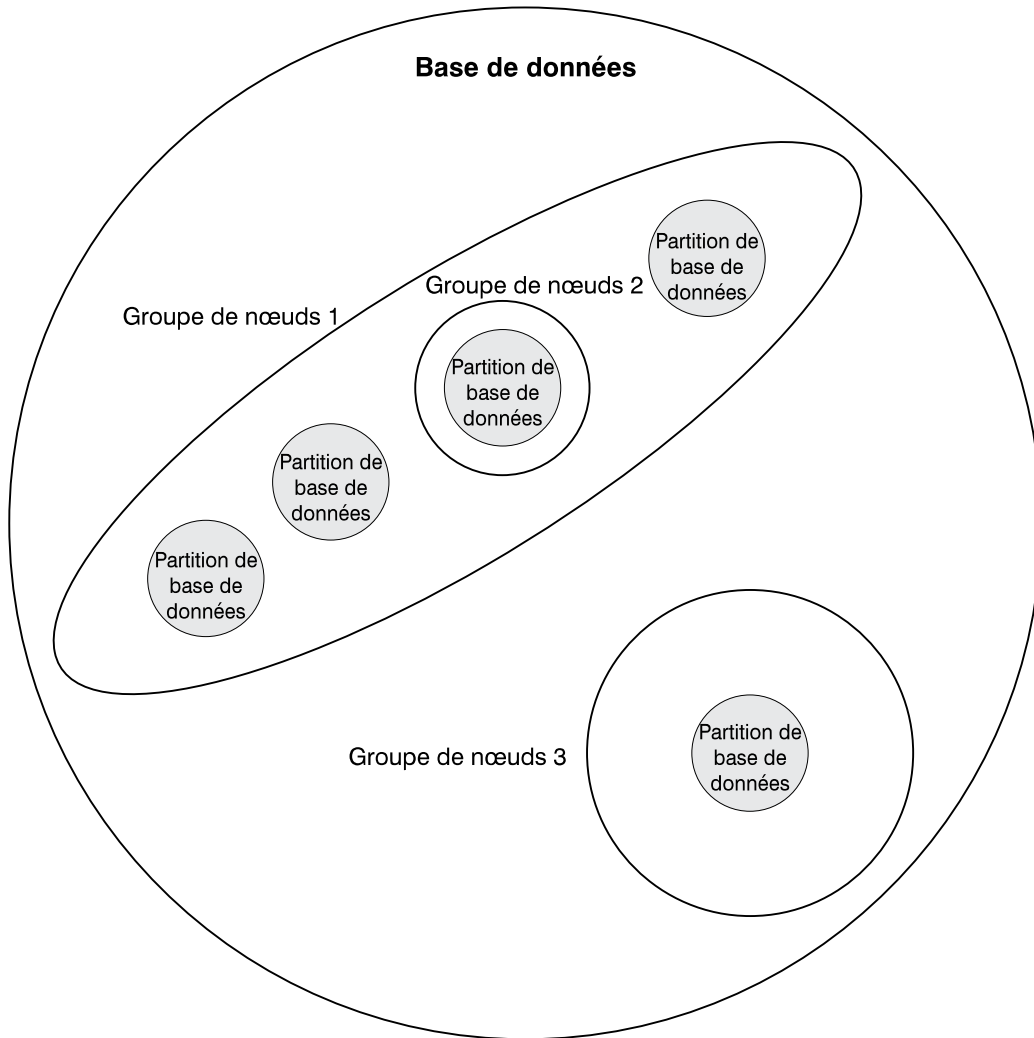 Base de données
Partition de
base de
données
Groupe de nœuds 2
Groupe de nœuds 1
Partition de
base de
données
Partition de
base de
données
Partition de
base de
données
Groupe de nœuds 3
Partition de
base de
données